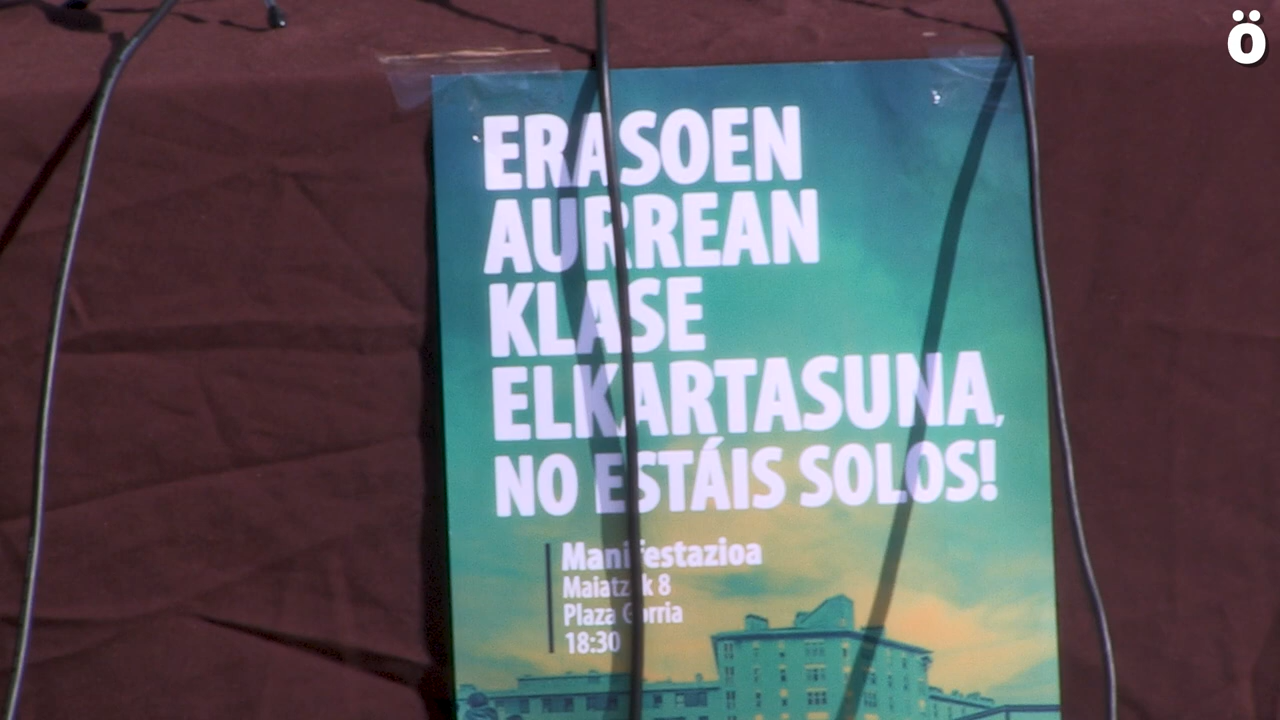 ö
ERASOEN
AURREAN
KLASE
ELKARTASUNA,
NO ESTÁIS SOLOS!
Manifestazioa
Maiatzak 8
Plaza Gorria
18:30